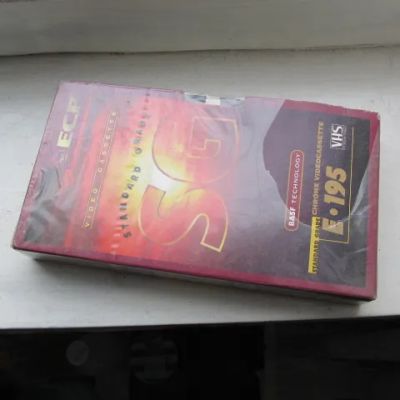 ECP
VIDEO CASSETTE
STANDARD GRADE
SG
BASF TECHNOLOGY
STANDARD GRADE
CHROME VIDEOCASSETTE
E·195
VHS